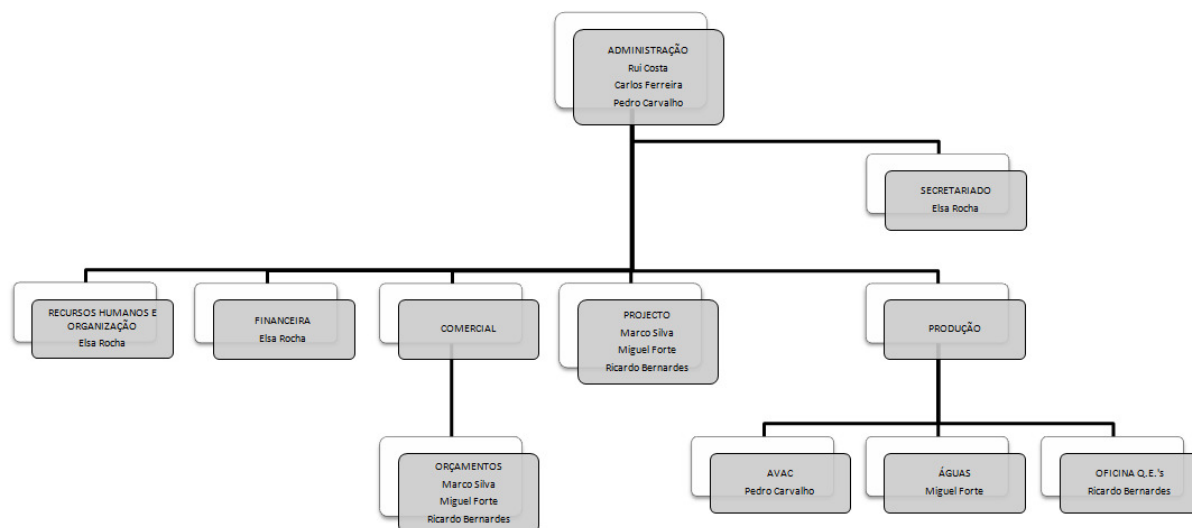 ADMINISTRAÇÃO
Rui Costa
Carlos Ferreira
Pedro Carvalho
SECRETARIADO
Elsa Rocha
RECURSOS HUMANOS E
ORGANIZAÇÃO
Elsa Rocha
FINANCEIRA
Elsa Rocha
COMERCIAL
PROJECTO
Marco Silva
Miguel Forte
Ricardo Bernardes
PRODUÇÃO
ORÇAMENTOS
Marco Silva
Miguel Forte
Ricardo Bernardes
AVAC
Pedro Carvalho
ÁGUAS
Miguel Forte
OFICINA Q.E.'s
Ricardo Bernardes